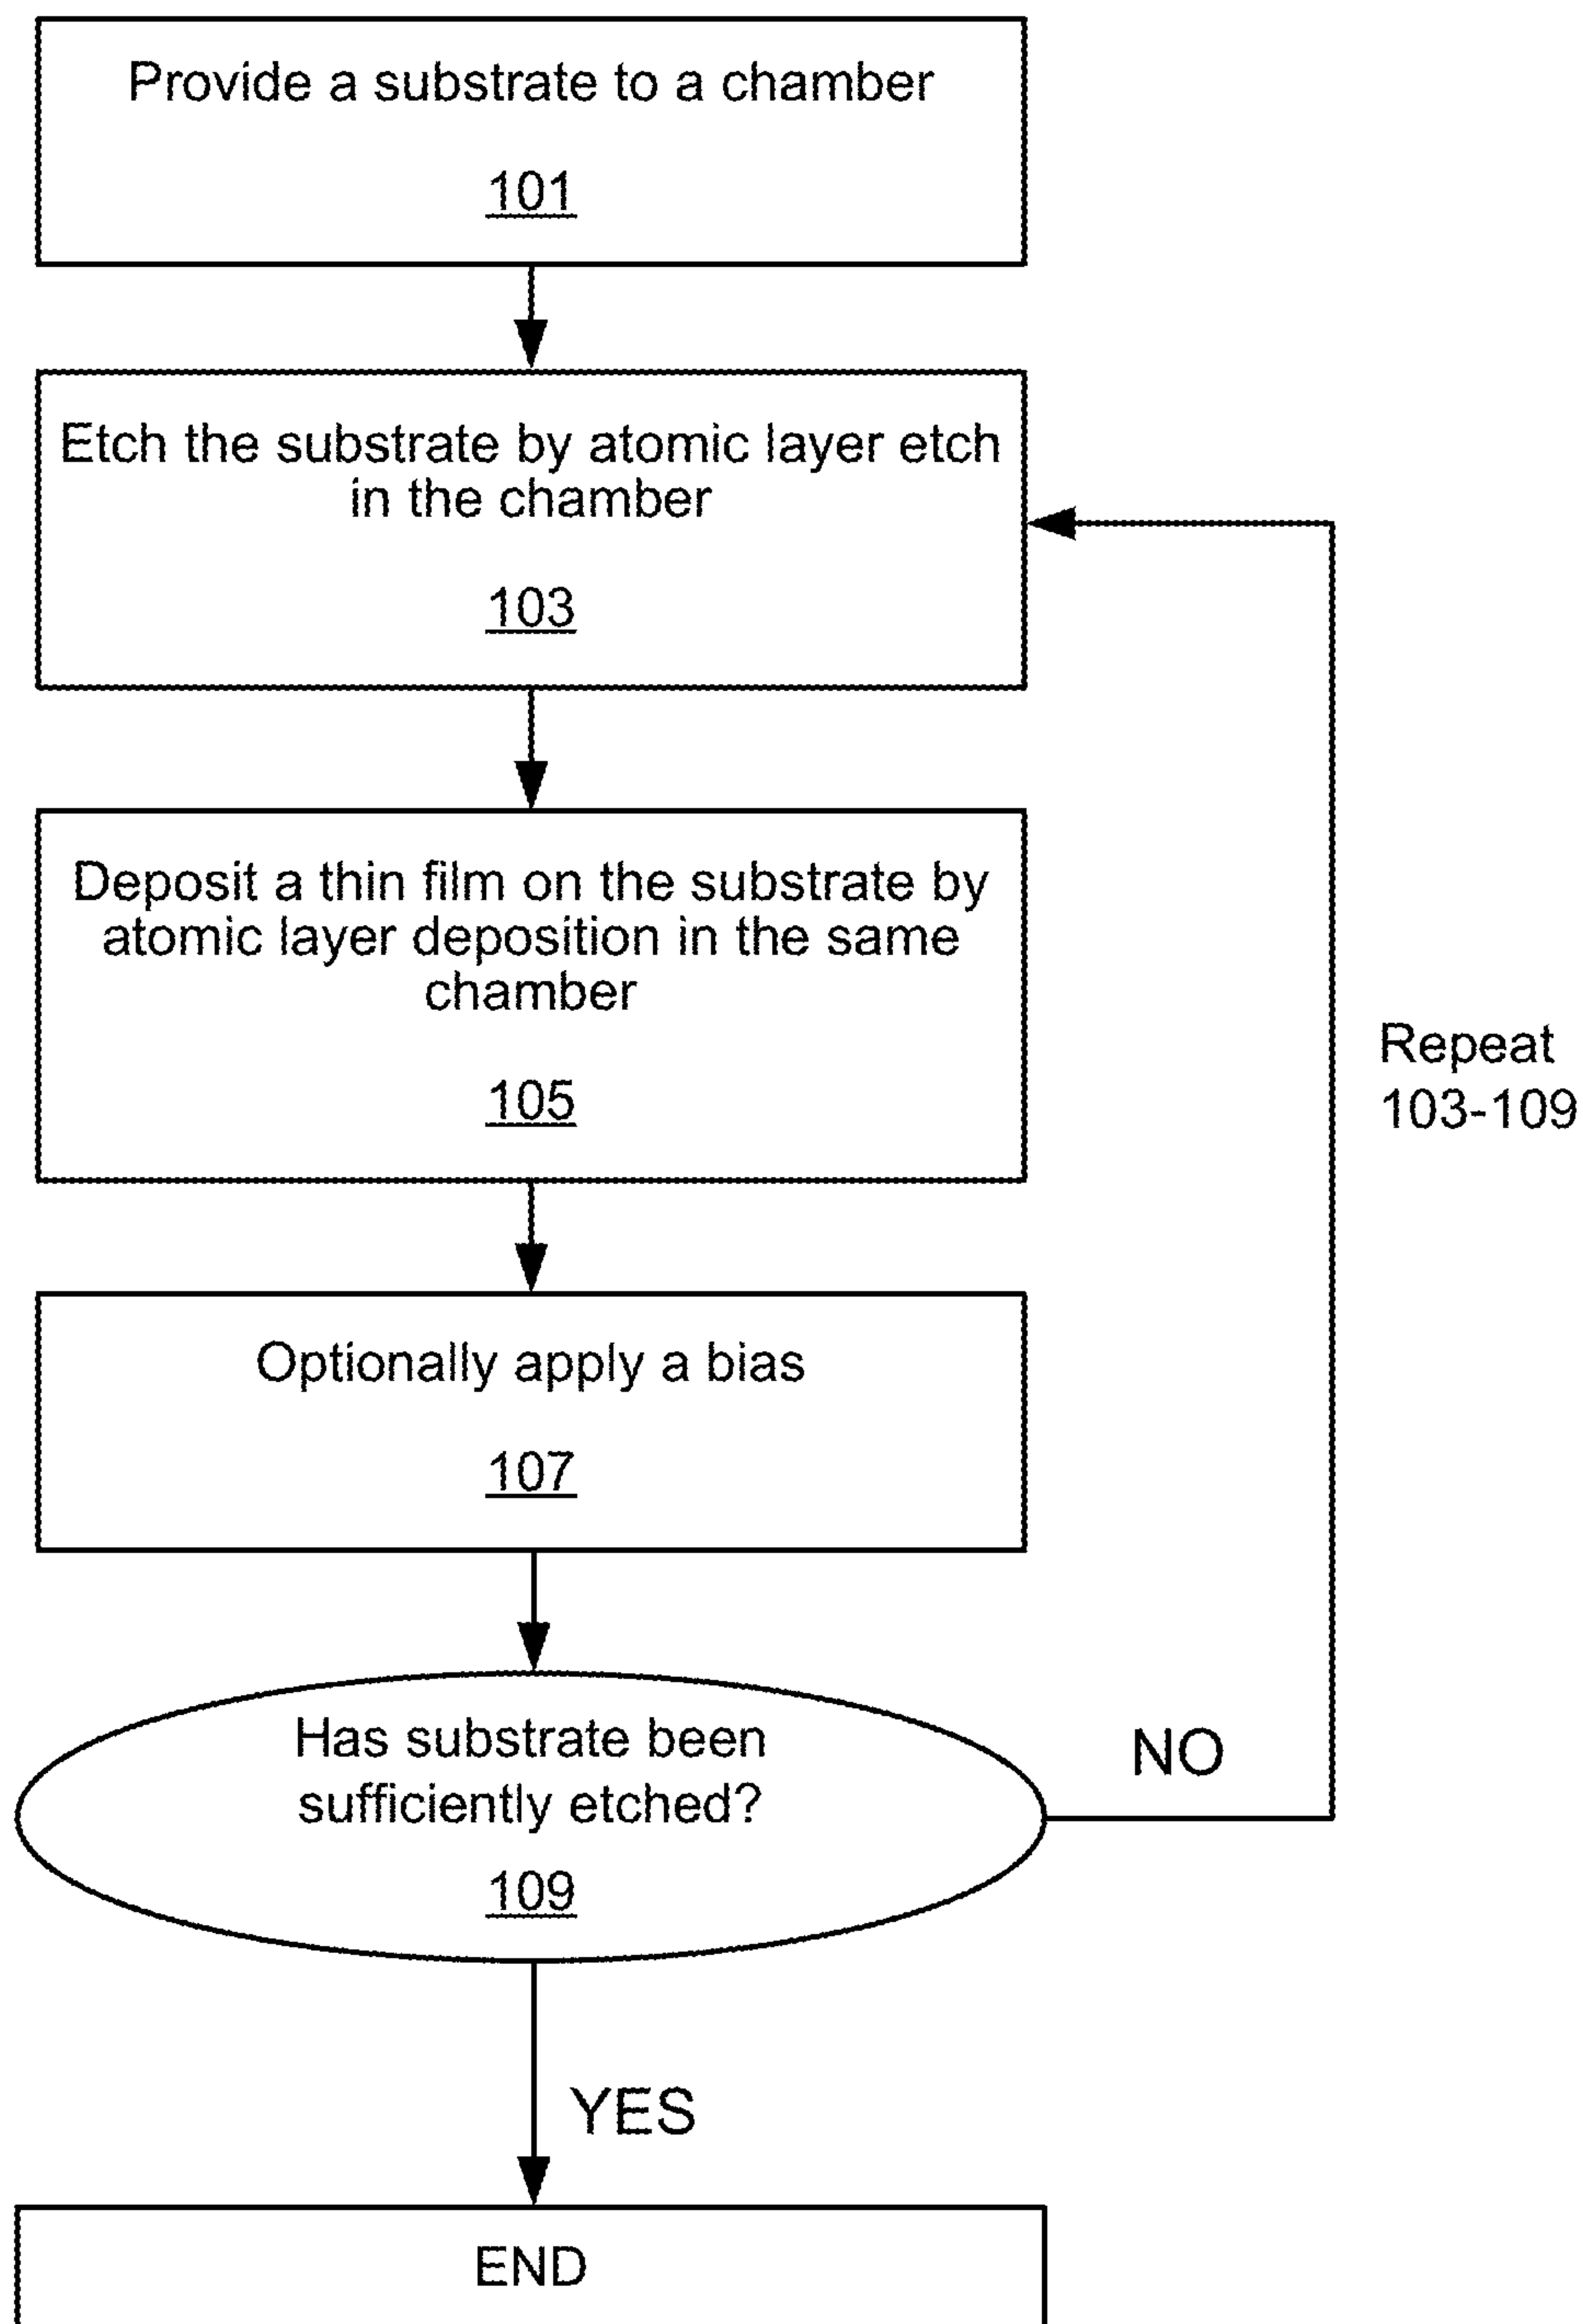 Provide a substrate to a chamber
101
Etch the substrate by atomic layer etch
in the chamber
103
Deposit a thin film on the substrate by
atomic layer deposition in the same
chamber
105
Repeat
103-109
Optionally apply a bias
107
Has substrate been
sufficiently etched?
109
NO
YES
END